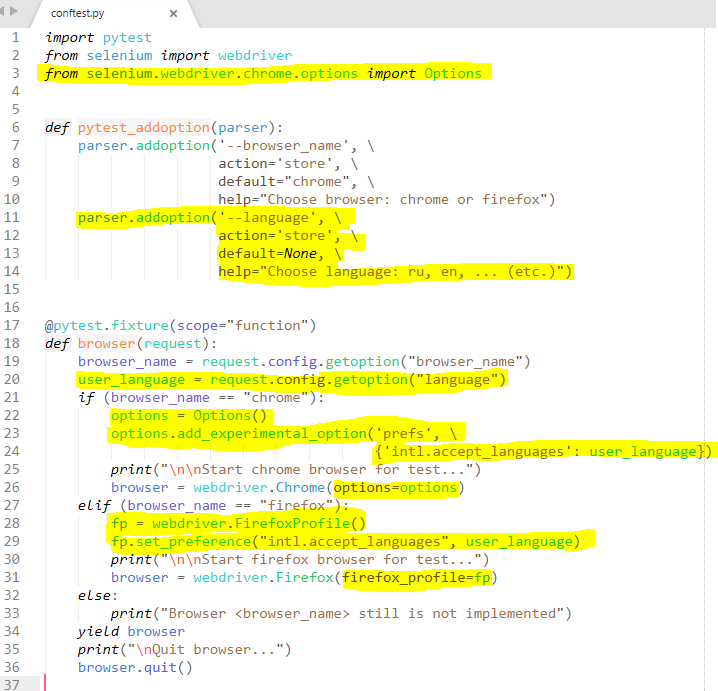 conftest.py ×
1 import pytest
2 from selenium import webdriver
3 from selenium.webdriver.chrome.options import Options
4
5
6 def pytest_addoption(parser):
7     parser.addoption('--browser_name', \
8                      action='store', \
9                      default="chrome", \
10                      help="Choose browser: chrome or firefox")
11     parser.addoption('--language', \
12                      action='store', \
13                      default=None, \
14                      help="Choose language: ru, en, ... (etc.)")
15
16
17 @pytest.fixture(scope="function")
18 def browser(request):
19     browser_name = request.config.getoption("browser_name")
20     user_language = request.config.getoption("language")
21     if (browser_name == "chrome"):
22         options = Options()
23         options.add_experimental_option('prefs', \
24                                         {'intl.accept_languages': user_language})
25         print("\n\nStart chrome browser for test...")
26         browser = webdriver.Chrome(options=options)
27     elif (browser_name == "firefox"):
28         fp = webdriver.FirefoxProfile()
29         fp.set_preference("intl.accept_languages", user_language)
30         print("\n\nStart firefox browser for test...")
31         browser = webdriver.Firefox(firefox_profile=fp)
32     else:
33         print("Browser <browser_name> still is not implemented")
34     yield browser
35     print("\nQuit browser...")
36     browser.quit()
37